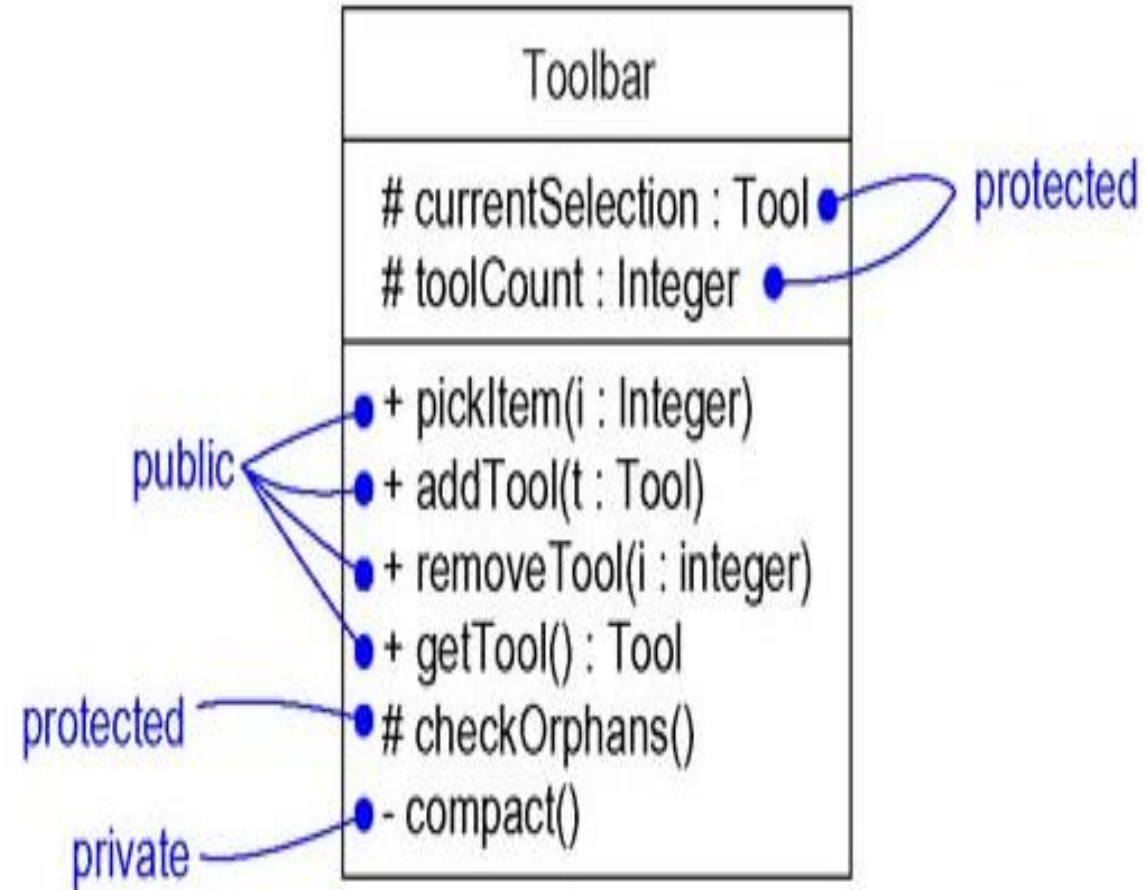 Toolbar
# currentSelection : Tool
protected
# toolCount : Integer
+ pickItem(i : Integer)
public
+ addTool(t : Tool)
+ removeTool(i : integer)
+ getTool() : Tool
protected
# checkOrphans()
- compact()
private